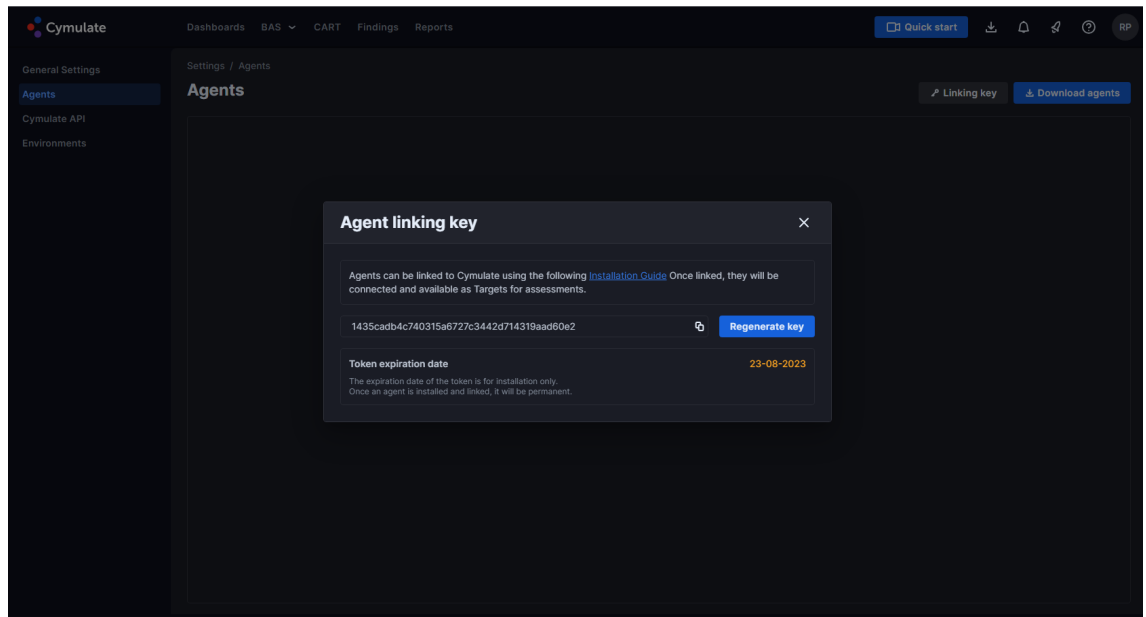 Cymulate
Dashboards BAS CART Findings Reports
Quick start
RP
General Settings
Agents
Cymulate API
Environments
Settings / Agents
Agents
Linking key
Download agents
Agent linking key
Agents can be linked to Cymulate using the following Installation Guide Once linked, they will be
connected and available as Targets for assessments.
1435cadb4c740315a6727c3442d714319aad60e2
Regenerate key
Token expiration date
23-08-2023
The expiration date of the token is for installation only.
Once an agent is installed and linked, it will be permanent.